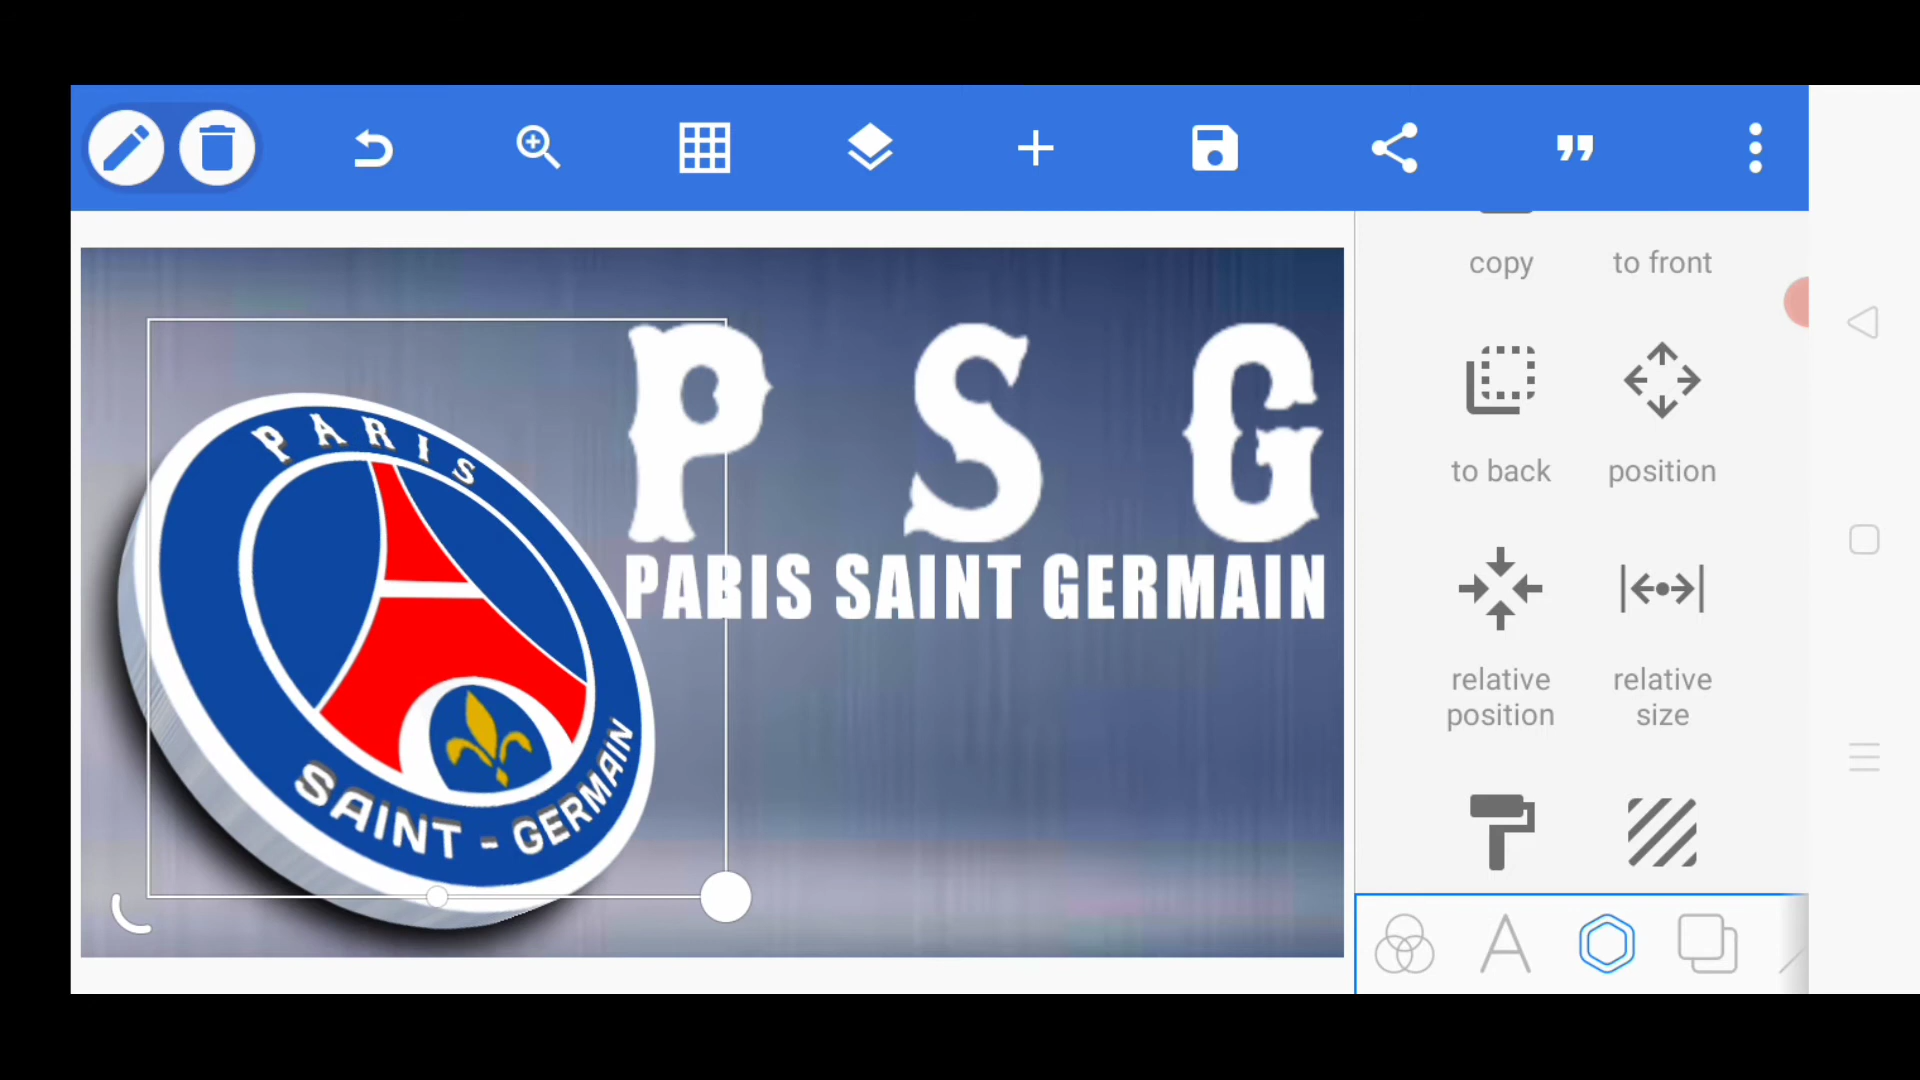 copy to front
P S G
PARIS
to back position
PARIS SAINT GERMAIN
relative position relative size
SAINT - GERMAIN